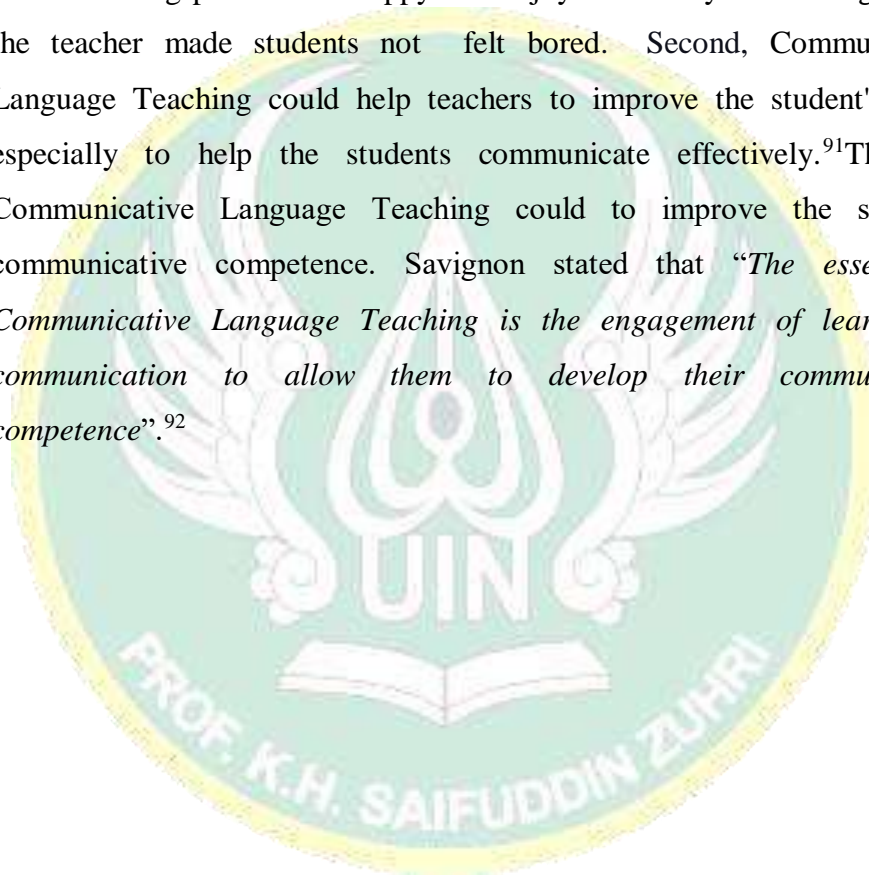 the teacher made students not felt bored. Second, Commu
Language Teaching could help teachers to improve the student'
especially to help the students communicate effectively.91Th
Communicative Language Teaching could to improve the s
communicative competence. Savignon stated that “The esse
Communicative Language Teaching is the engagement of lear
communication to allow them to develop their commu
competence”.92
UIN
PROF. K.H. SAIFUDDIN ZUHRI